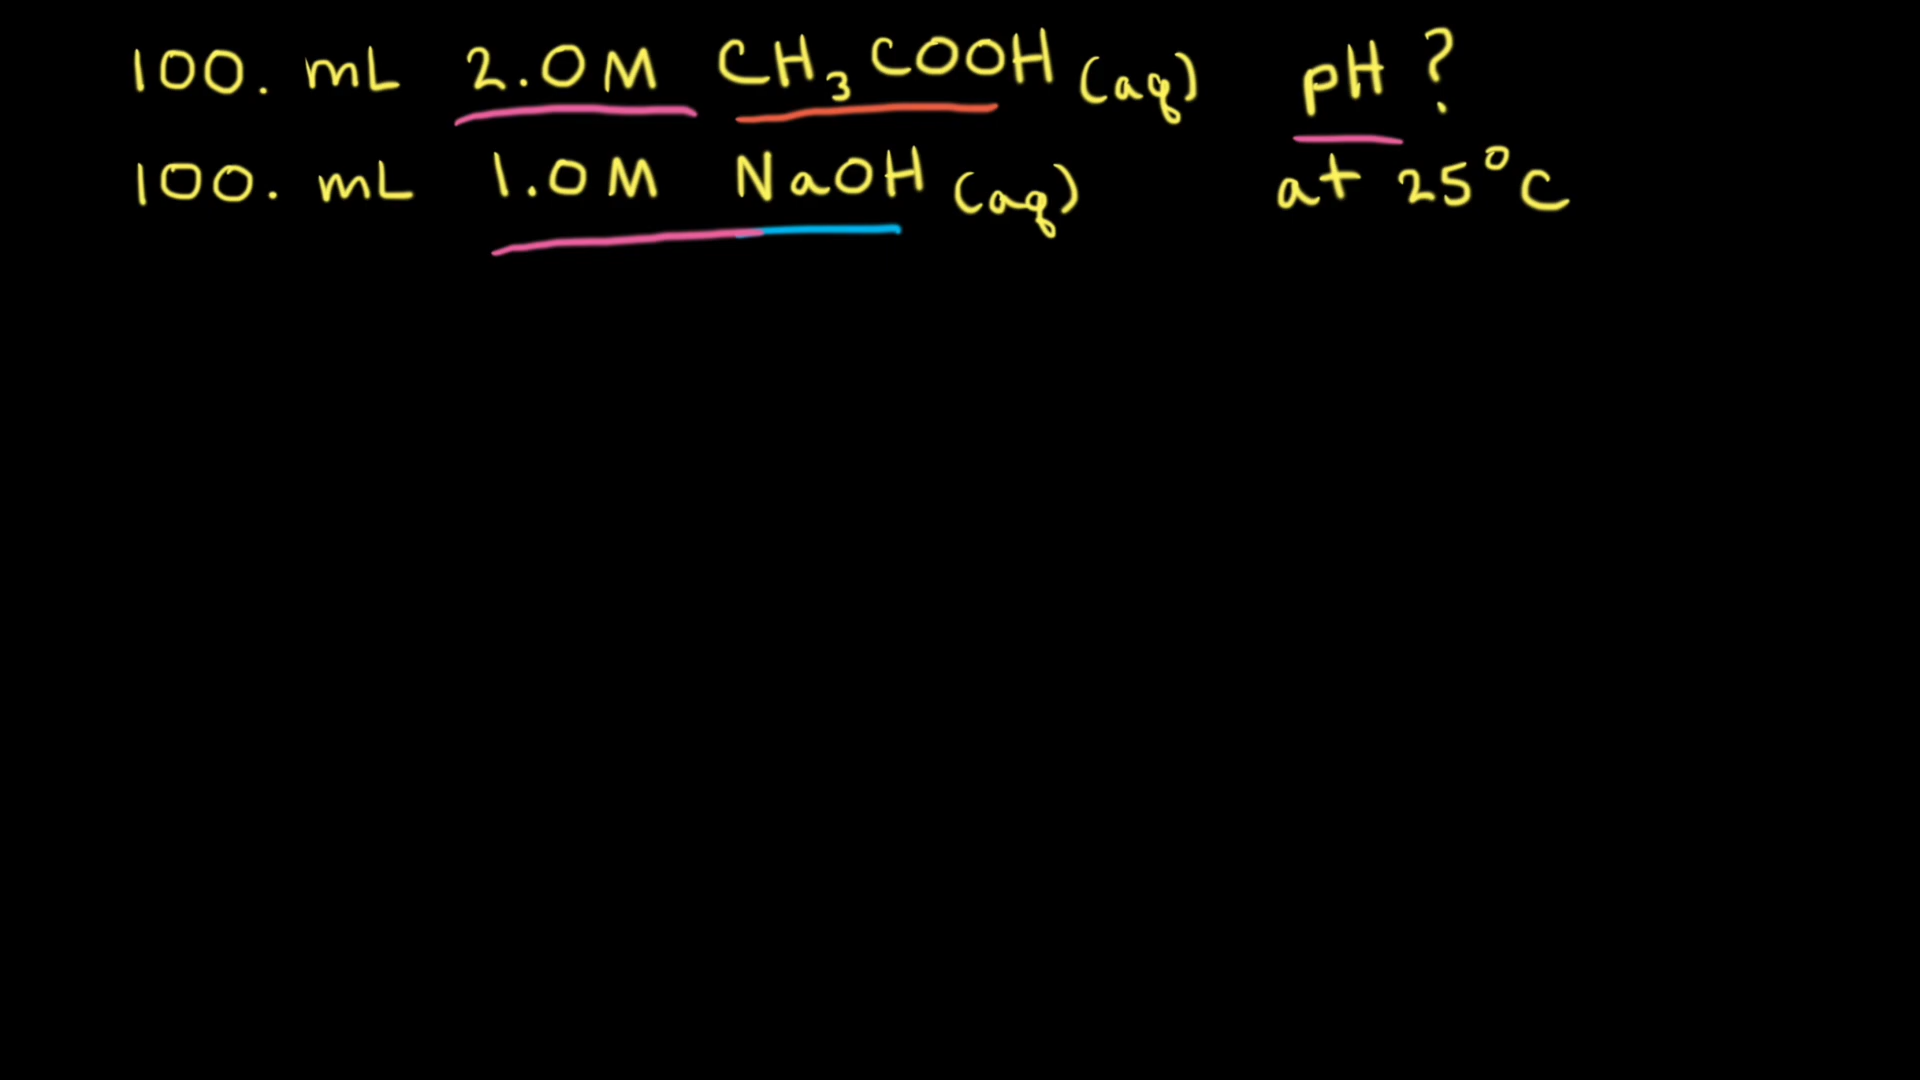 100. mL 2.0 M CH₃COOH (aq) pH ?
100. mL 1.0 M NaOH (aq) at 25°C